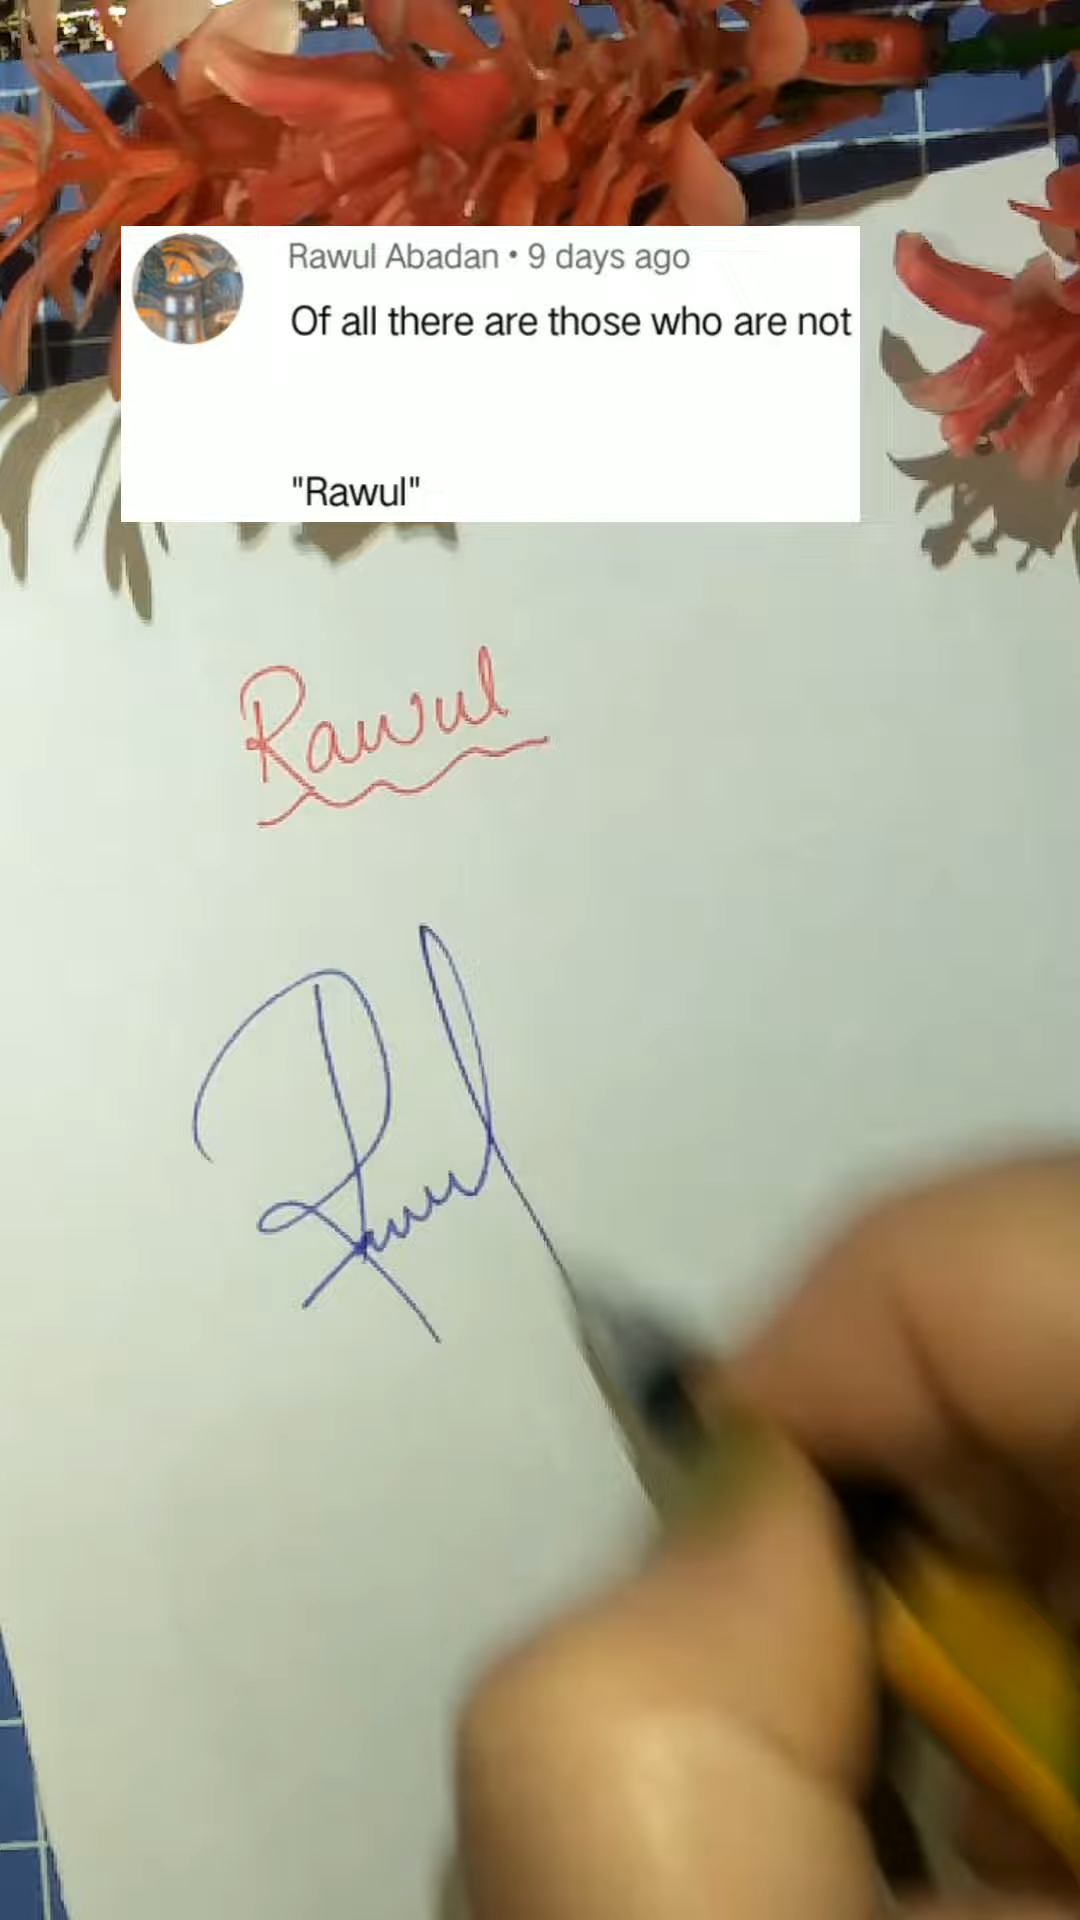 Rawul Abadan • 9 days ago
Of all there are those who are not
"Rawul"
Rawul
Rawul